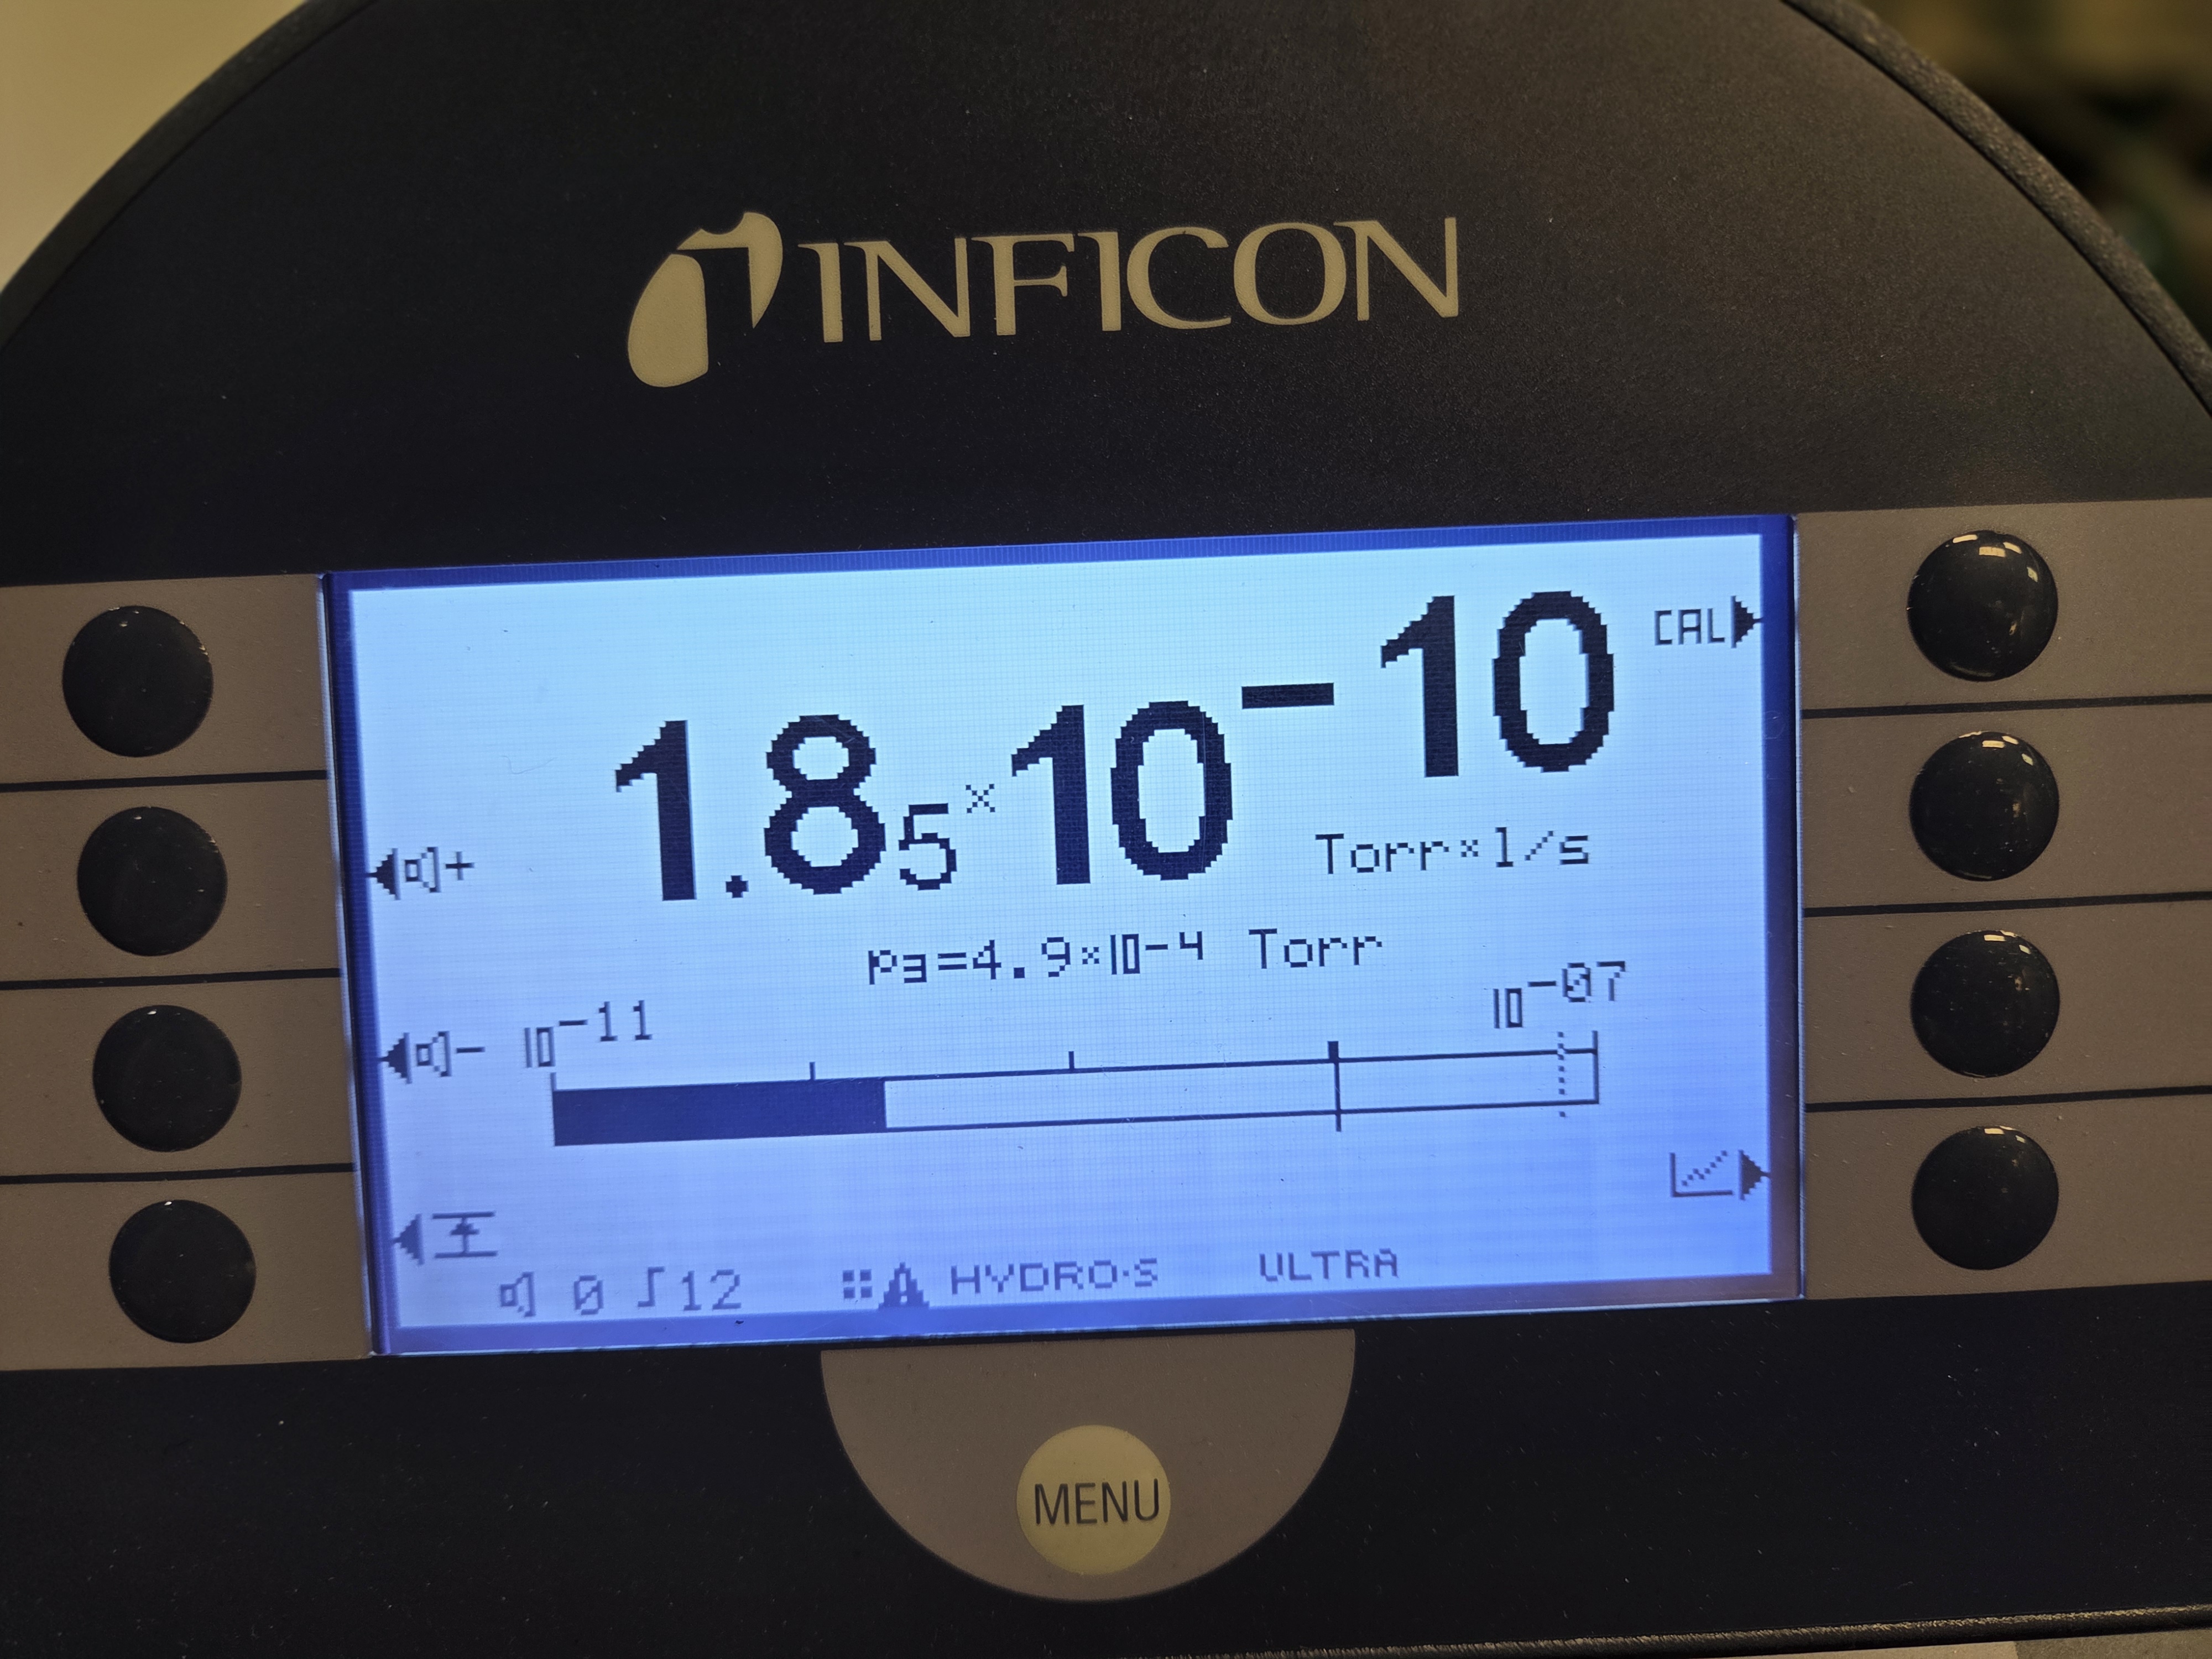 INFICON
CAL
1.85×10⁻¹⁰
Torr×l/s
+
p3=4.9×10⁻⁴ Torr
10⁻¹¹
10⁻⁰⁷
-
0 12 HYDRO·S ULTRA
MENU